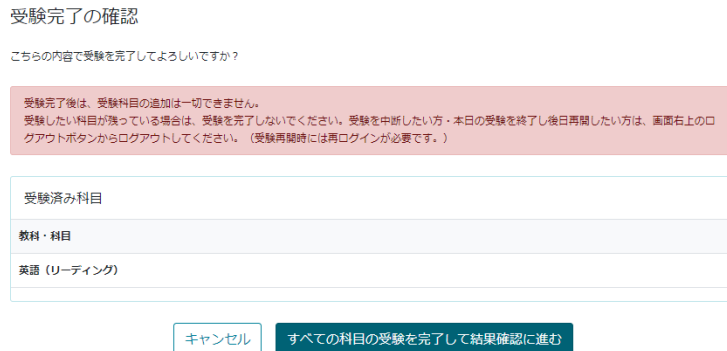 受験完了の確認
こちらの内容で受験を完了してよろしいですか？
受験完了後は、受験科目の追加は一切できません。
受験したい科目が残っている場合は、受験を完了しないでください。受験を中断したい方・本日の受験を終了し後日再開したい方は、画面右上のロ
グアウトボタンからログアウトしてください。（受験再開時には再ログインが必要です。）
受験済み科目
教科・科目
英語（リーディング）
キャンセル
すべての科目の受験を完了して結果確認に進む